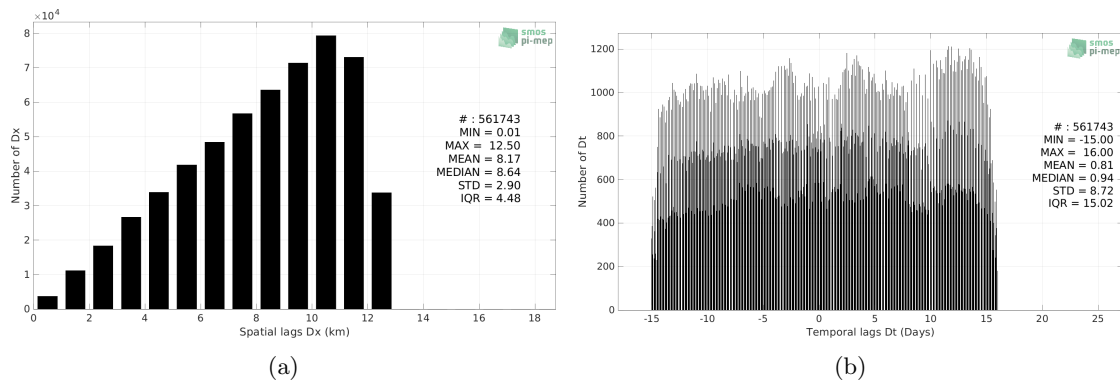 ×10⁴
8
7
6
5
4
3
2
1
0
Number of Dx
0 2 4 6 8 10 12 14 16 18
Spatial lags Dx (km)
smos
pi-mep
# : 561743
MIN = 0.01
MAX = 12.50
MEAN = 8.17
MEDIAN = 8.64
STD = 2.90
IQR = 4.48
(a)
1200
1000
800
600
400
200
0
Number of Dt
-15 -10 -5 0 5 10 15 20 25
Temporal lags Dt (Days)
smos
pi-mep
# : 561743
MIN = -15.00
MAX = 16.00
MEAN = 0.81
MEDIAN = 0.94
STD = 8.72
IQR = 15.02
(b)